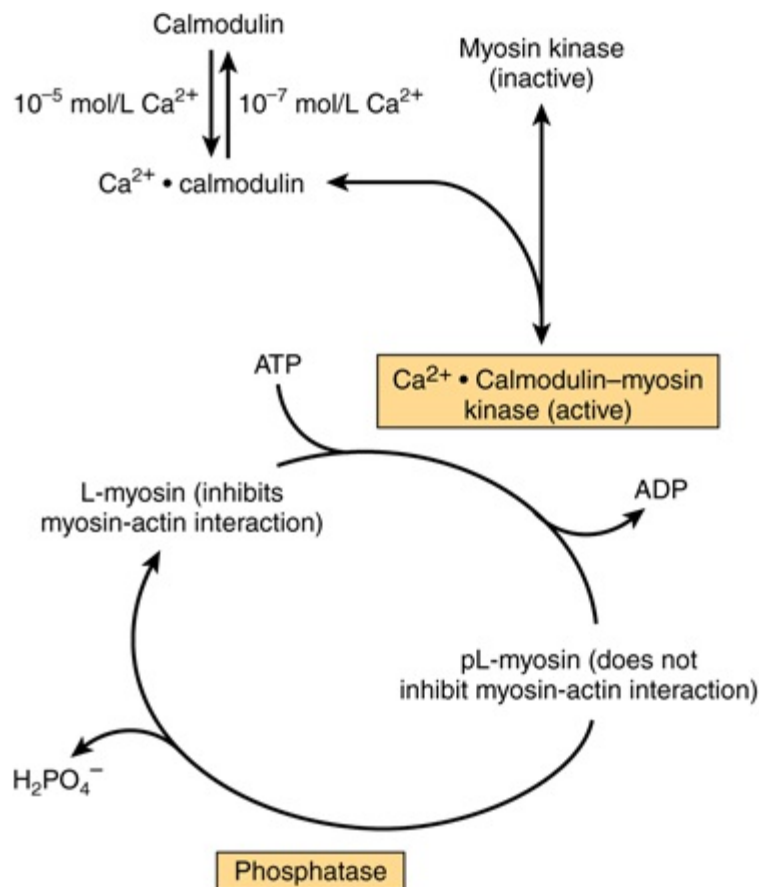 Calmodulin
10⁻⁵ mol/L Ca²⁺
10⁻⁷ mol/L Ca²⁺
Ca²⁺ • calmodulin
Myosin kinase
(inactive)
Ca²⁺ • Calmodulin–myosin
kinase (active)
ATP
L-myosin (inhibits
myosin-actin interaction)
ADP
pL-myosin (does not
inhibit myosin-actin interaction)
H₂PO₄⁻
Phosphatase